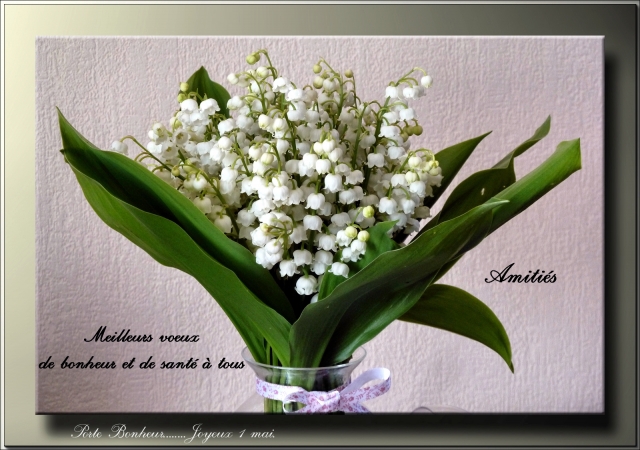 Amitiés
Meilleurs voeux
de bonheur et de santé à tous
Porte Bonheur........Joyeux 1 mai.